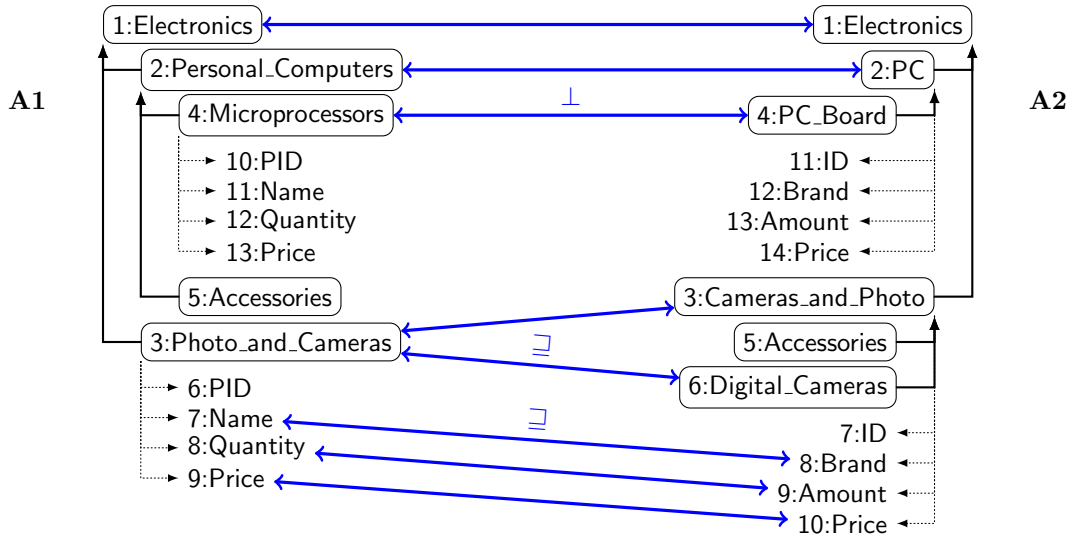 1:Electronics 1:Electronics
2:Personal_Computers 2:PC
A1 ⊥ A2
4:Microprocessors 4:PC_Board
10:PID 11:ID
11:Name 12:Brand
12:Quantity 13:Amount
13:Price 14:Price
5:Accessories 3:Cameras_and_Photo
3:Photo_and_Cameras ⊒ 5:Accessories
6:PID 6:Digital_Cameras
7:Name ⊒ 7:ID
8:Quantity 8:Brand
9:Price 9:Amount
10:Price